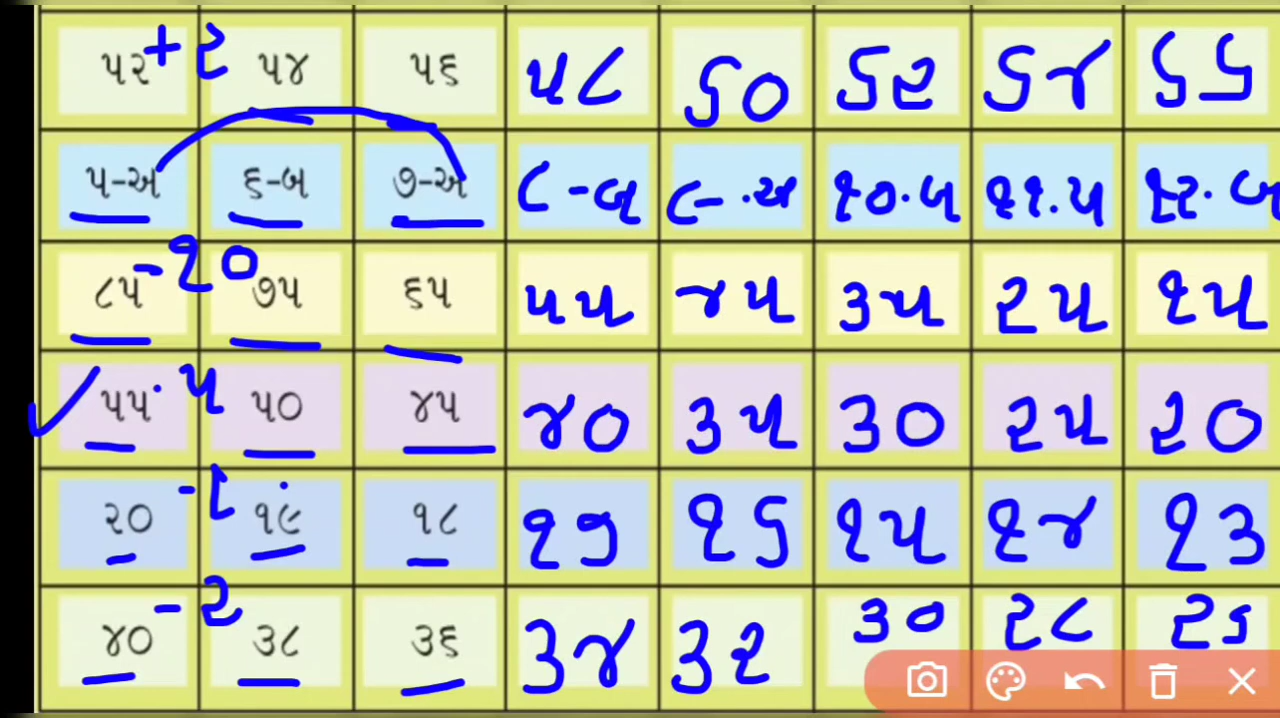 ૫૨ +૨ ૫૪ ૫૬ ૫૮ ૬૦ ૬૨ ૬૪ ૬૬
૫-અ ૬-બ ૭-અ ૮-બ ૯-અ ૧૦.બ ૧૧.અ ૧૨.બ
૮૫ -૧૦ ૭૫ ૬૫ ૫૫ ૪૫ ૩૫ ૨૫ ૧૫
૫૫ .૫ ૫૦ ૪૫ ૪૦ ૩૫ ૩૦ ૨૫ ૨૦
૨૦ -૧ ૧૯ ૧૮ ૧૭ ૧૬ ૧૫ ૧૪ ૧૩
૪૦ -૨ ૩૮ ૩૬ ૩૪ ૩૨ ૩૦ ૨૮ ૨૬